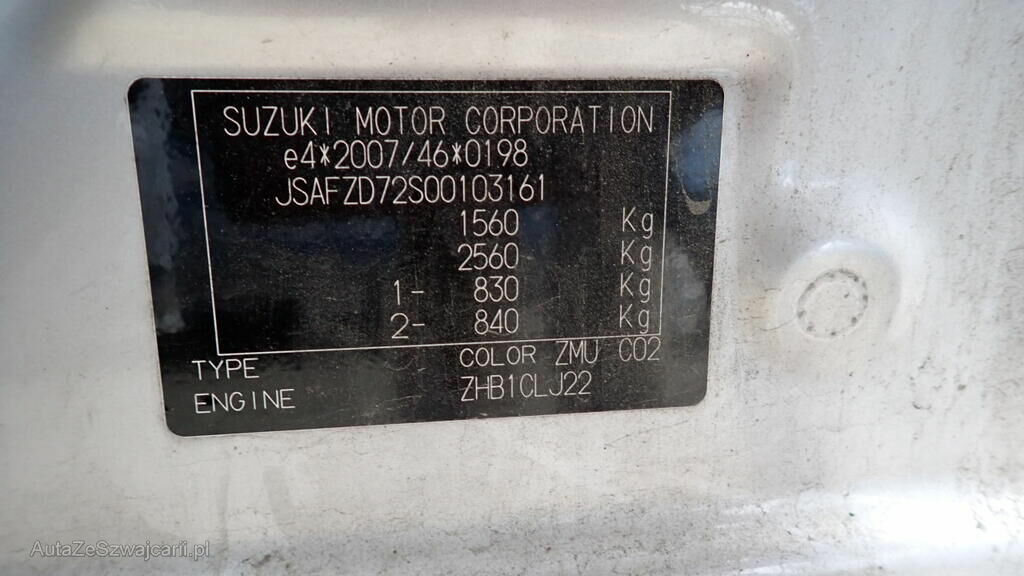 SUZUKI MOTOR CORPORATION
e4*2007/46*0198
JSAFZD72S00103161
1560 Kg
2560 Kg
1- 830 Kg
2- 840 Kg
TYPE COLOR ZMU C02
ENGINE ZHB1CLJ22
AutaZeSzwajcarii.pl